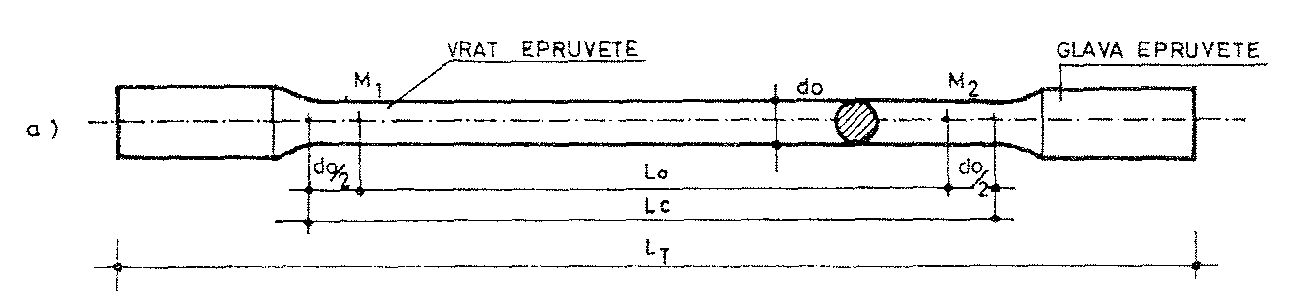 VRAT EPRUVETE
GLAVA EPRUVETE
M1
do
M2
a)
do/2
Lo
do/2
Lc
LT